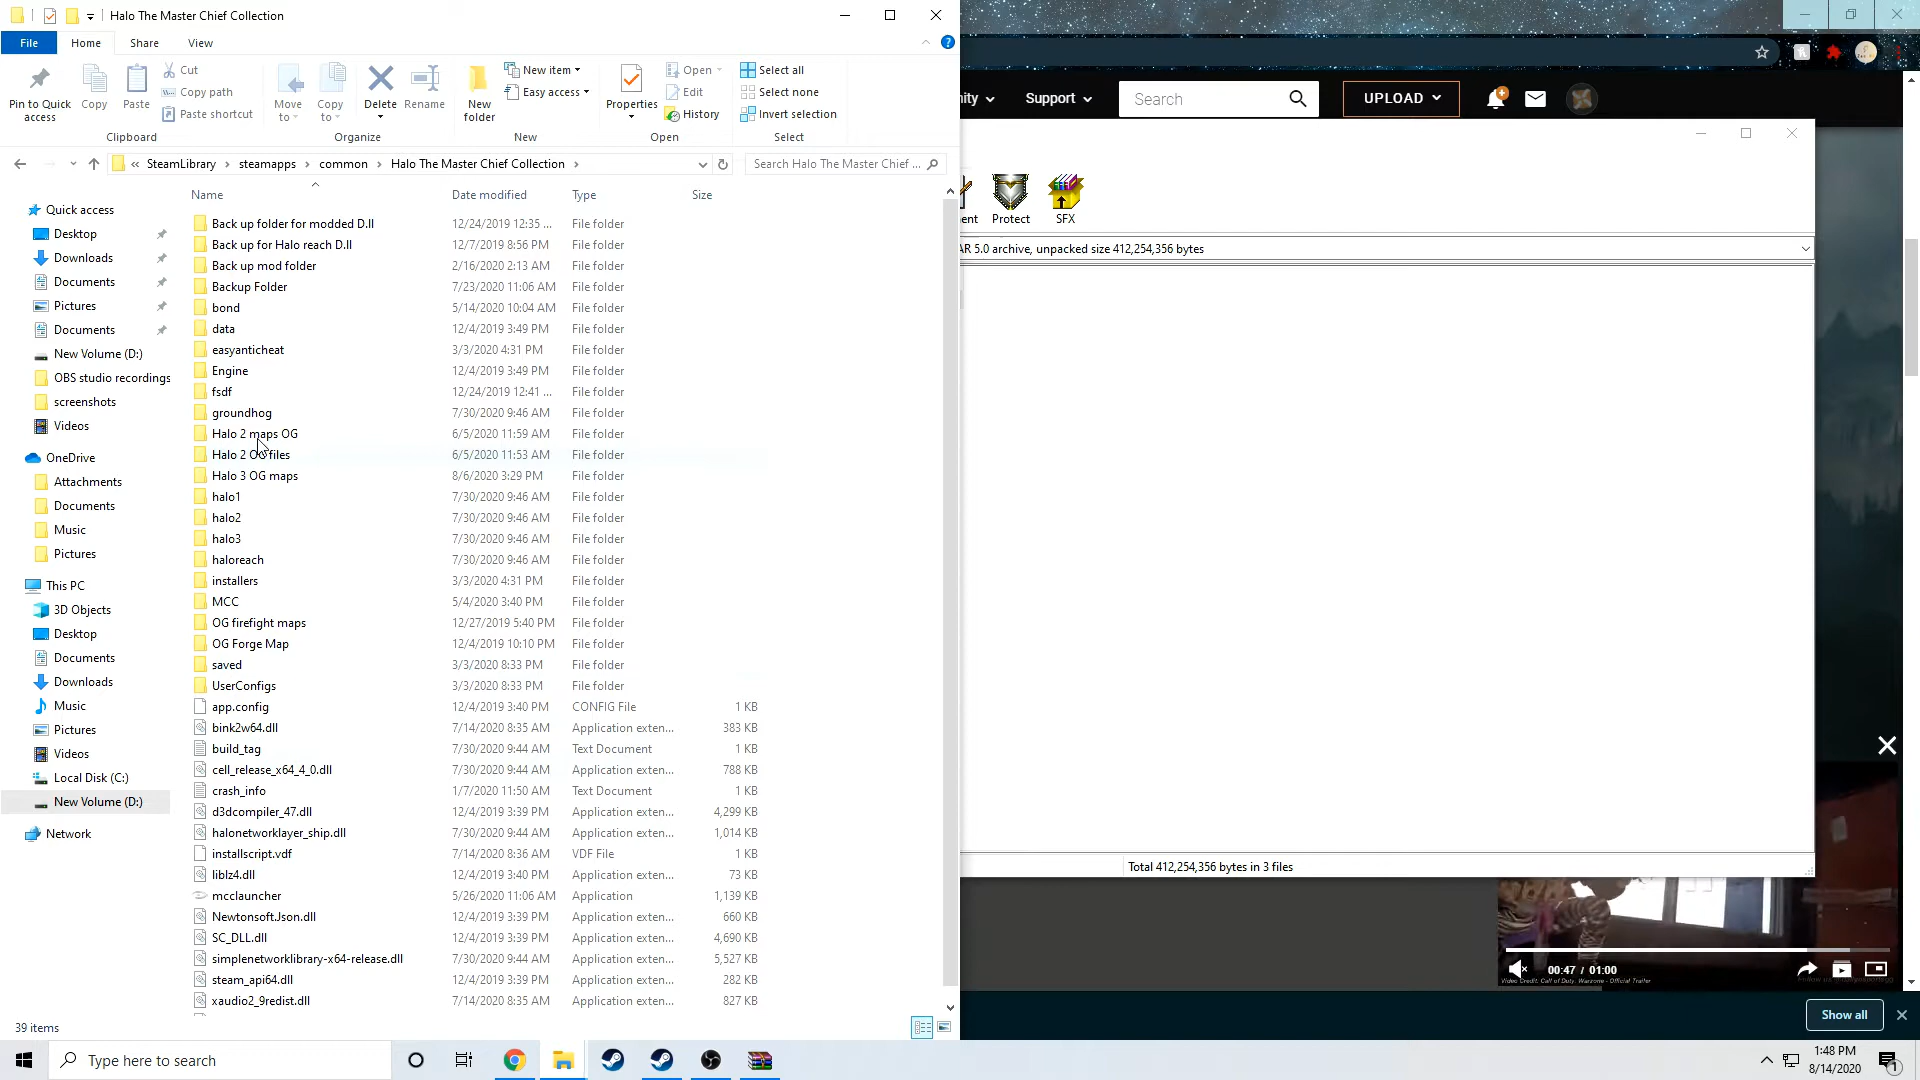 Halo The Master Chief Collection
File
Home
Share
View
Pin to Quick access
Copy
Paste
Cut
Copy path
Paste shortcut
Clipboard
Move to
Copy to
Delete
Rename
Organize
New folder
New item
Easy access
New
Properties
Open
Edit
History
Open
Select all
Select none
Invert selection
Select
« SteamLibrary › steamapps › common › Halo The Master Chief Collection ›
Search Halo The Master Chief ...
Name Date modified Type Size
Quick access
Desktop
Downloads
Documents
Pictures
Documents
New Volume (D:)
OBS studio recordings
screenshots
Videos
OneDrive
Attachments
Documents
Music
Pictures
This PC
3D Objects
Desktop
Documents
Downloads
Music
Pictures
Videos
Local Disk (C:)
New Volume (D:)
Network
Back up folder for modded D.ll 12/24/2019 12:35 ... File folder
Back up for Halo reach D.ll 12/7/2019 8:56 PM File folder
Back up mod folder 2/16/2020 2:13 AM File folder
Backup Folder 7/23/2020 11:06 AM File folder
bond 5/14/2020 10:04 AM File folder
data 12/4/2019 3:49 PM File folder
easyanticheat 3/3/2020 4:31 PM File folder
Engine 12/4/2019 3:49 PM File folder
fsdf 12/24/2019 12:41 ... File folder
groundhog 7/30/2020 9:46 AM File folder
Halo 2 maps OG 6/5/2020 11:59 AM File folder
Halo 2 OG files 6/5/2020 11:53 AM File folder
Halo 3 OG maps 8/6/2020 3:29 PM File folder
halo1 7/30/2020 9:46 AM File folder
halo2 7/30/2020 9:46 AM File folder
halo3 7/30/2020 9:46 AM File folder
haloreach 7/30/2020 9:46 AM File folder
installers 3/3/2020 4:31 PM File folder
MCC 5/4/2020 3:40 PM File folder
OG firefight maps 12/27/2019 5:40 PM File folder
OG Forge Map 12/4/2019 10:10 PM File folder
saved 3/3/2020 8:33 PM File folder
UserConfigs 3/3/2020 8:33 PM File folder
app.config 12/4/2019 3:40 PM CONFIG File 1 KB
bink2w64.dll 7/14/2020 8:35 AM Application exten... 383 KB
build_tag 7/30/2020 9:44 AM Text Document 1 KB
cell_release_x64_4_0.dll 7/30/2020 9:44 AM Application exten... 788 KB
crash_info 1/7/2020 11:50 AM Text Document 1 KB
d3dcompiler_47.dll 12/4/2019 3:39 PM Application exten... 4,299 KB
halonetworklayer_ship.dll 7/30/2020 9:44 AM Application exten... 1,014 KB
installscript.vdf 7/14/2020 8:36 AM VDF File 1 KB
liblz4.dll 12/4/2019 3:40 PM Application exten... 73 KB
mcclauncher 5/26/2020 11:06 AM Application 1,139 KB
Newtonsoft.Json.dll 12/4/2019 3:39 PM Application exten... 660 KB
SC_DLL.dll 12/4/2019 3:39 PM Application exten... 4,690 KB
simplenetworklibrary-x64-release.dll 7/30/2020 9:44 AM Application exten... 5,527 KB
steam_api64.dll 12/4/2019 3:39 PM Application exten... 282 KB
xaudio2_9redist.dll 7/14/2020 8:35 AM Application exten... 827 KB
39 items
nity
Support
Search
UPLOAD
ent
Protect
SFX
AR 5.0 archive, unpacked size 412,254,356 bytes
Total 412,254,356 bytes in 3 files
00:47 / 01:00
Video Credit: Call of Duty: Warzone - Official Trailer
Show all
Type here to search
1:48 PM
8/14/2020
1